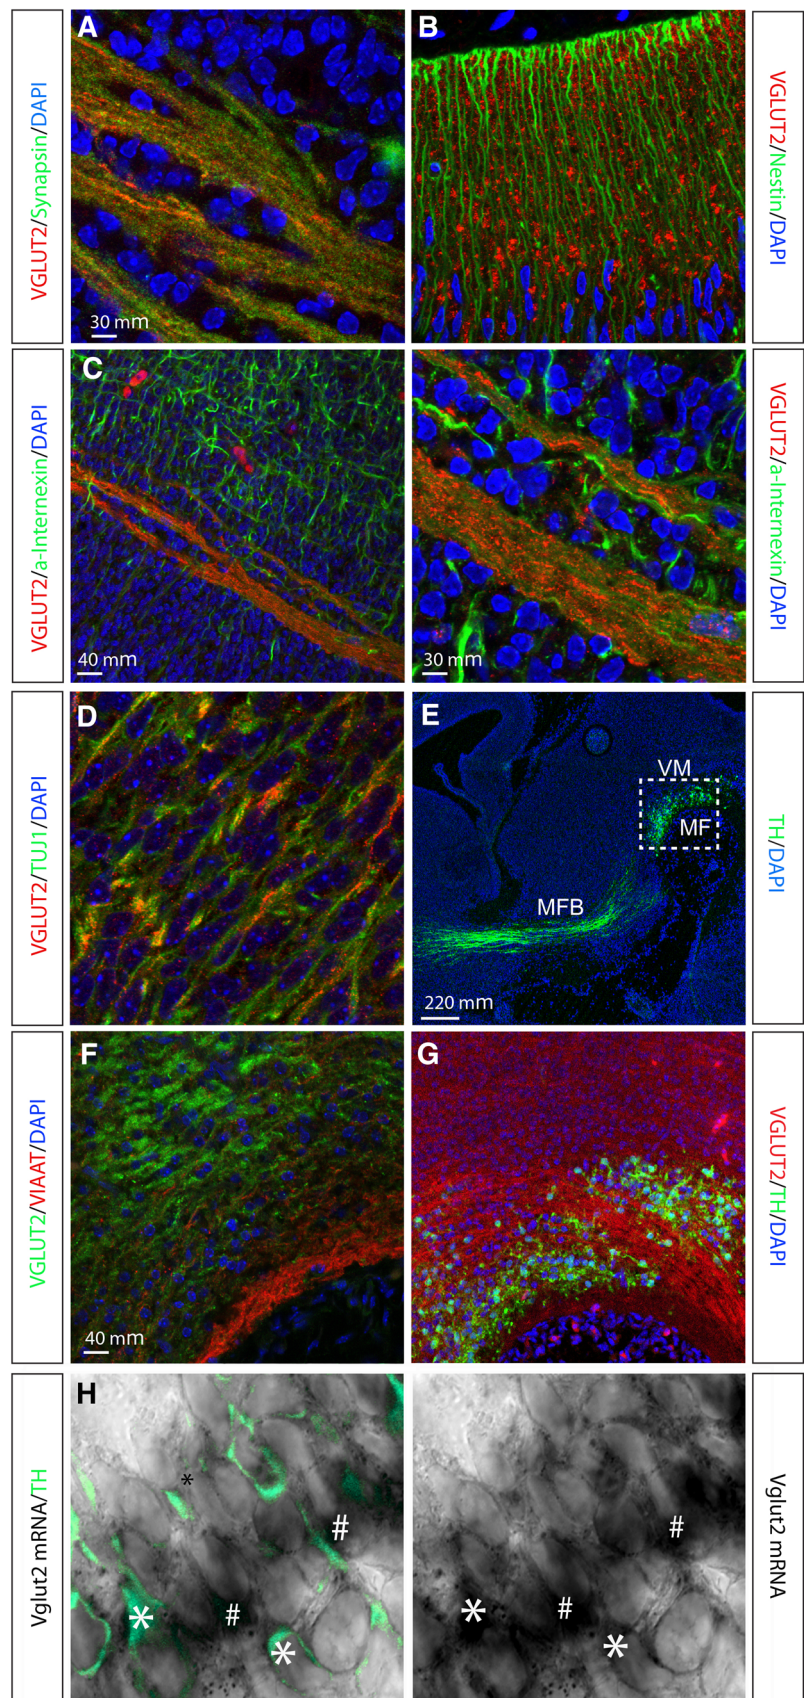 A
VGLUT2/Synapsin/DAPI
30 mm
B
VGLUT2/Nestin/DAPI
C
VGLUT2/a-Internexin/DAPI
40 mm
30 mm
VGLUT2/a-Internexin/DAPI
D
VGLUT2/TUJ1/DAPI
E
VM
MF
MFB
220 mm
TH/DAPI
F
VGLUT2/VIAAT/DAPI
40 mm
G
VGLUT2/TH/DAPI
H
Vglut2 mRNA/TH
*
#
* #
*
#
* #
*
Vglut2 mRNA